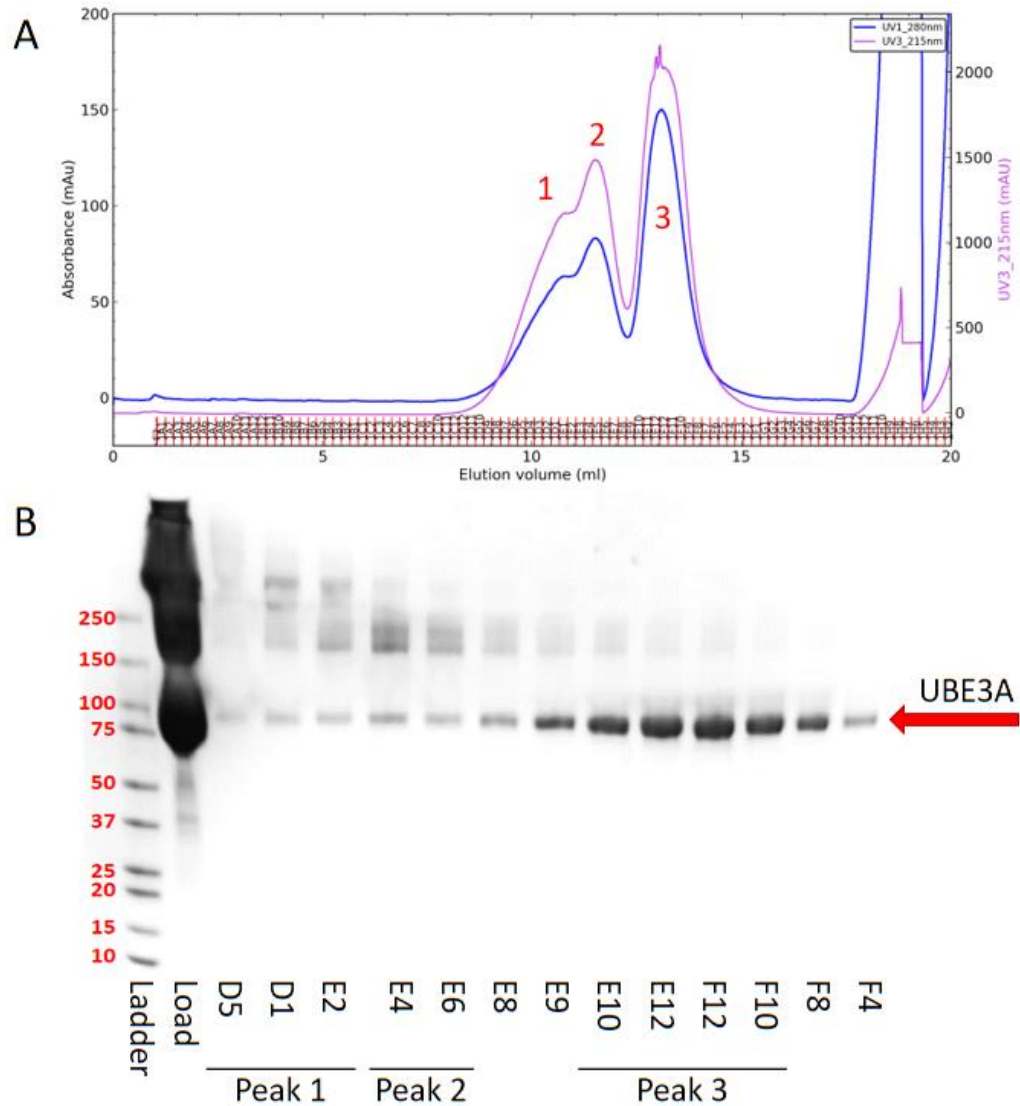 A
UV1_280nm
UV3_215nm
200
150
100
50
0
Absorbance (mAu)
2000
1500
1000
500
0
UV3_215nm (mAU)
1
2
3
0 5 10 15 20
Elution volume (ml)
B
250
150
100
75
50
37
25
20
15
10
UBE3A
Ladder Load D5 D1 E2 E4 E6 E8 E9 E10 E12 F12 F10 F8 F4
Peak 1 Peak 2 Peak 3